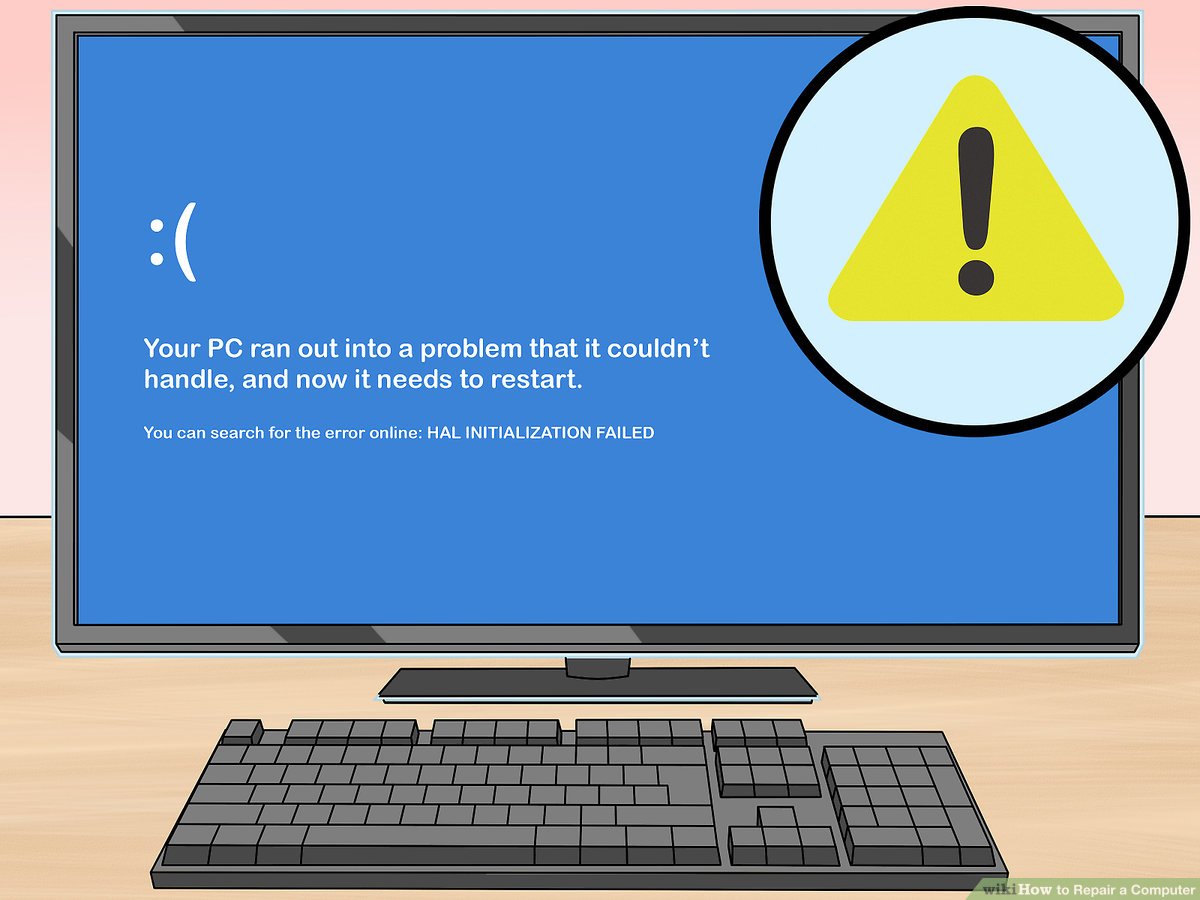 :(
Your PC ran out into a problem that it couldn't
handle, and now it needs to restart.
You can search for the error online: HAL INITIALIZATION FAILED
!
wikiHow to Repair a Computer